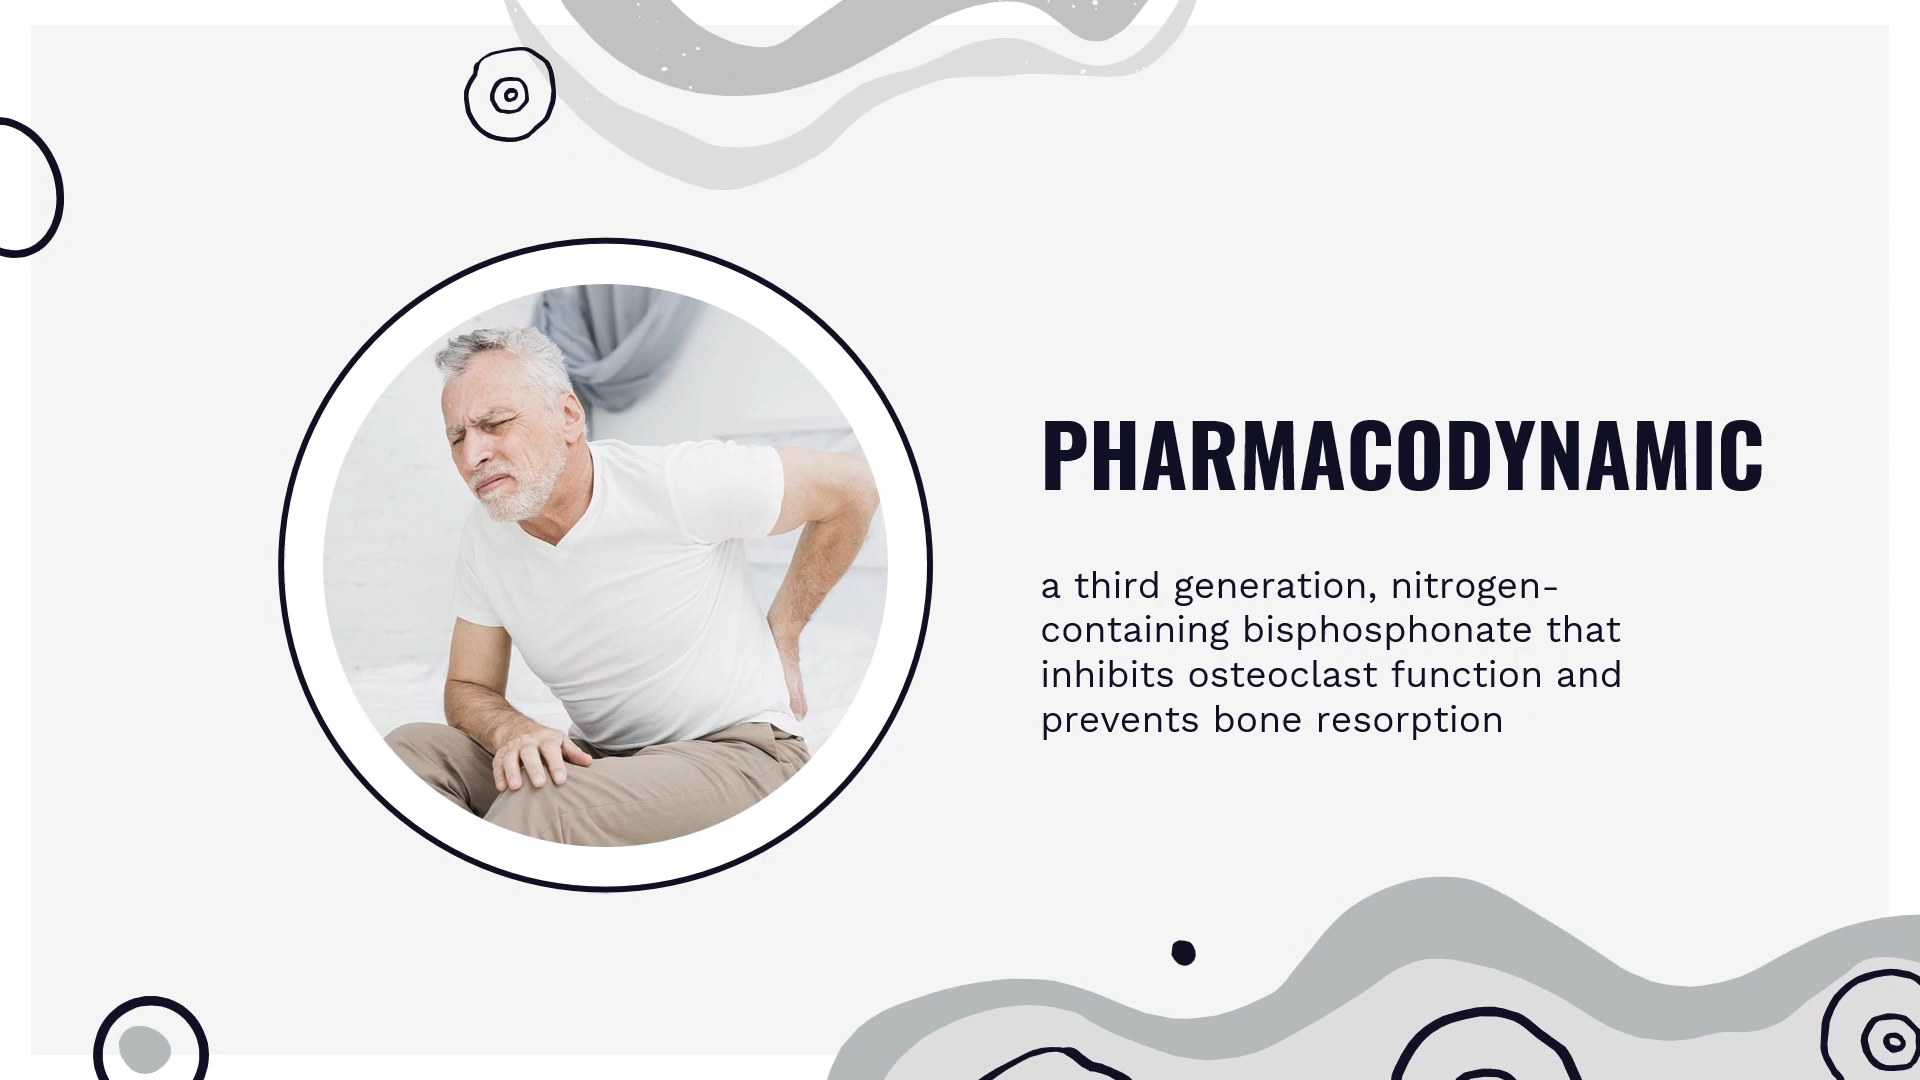 PHARMACODYNAMIC
a third generation, nitrogen-
containing bisphosphonate that
inhibits osteoclast function and
prevents bone resorption